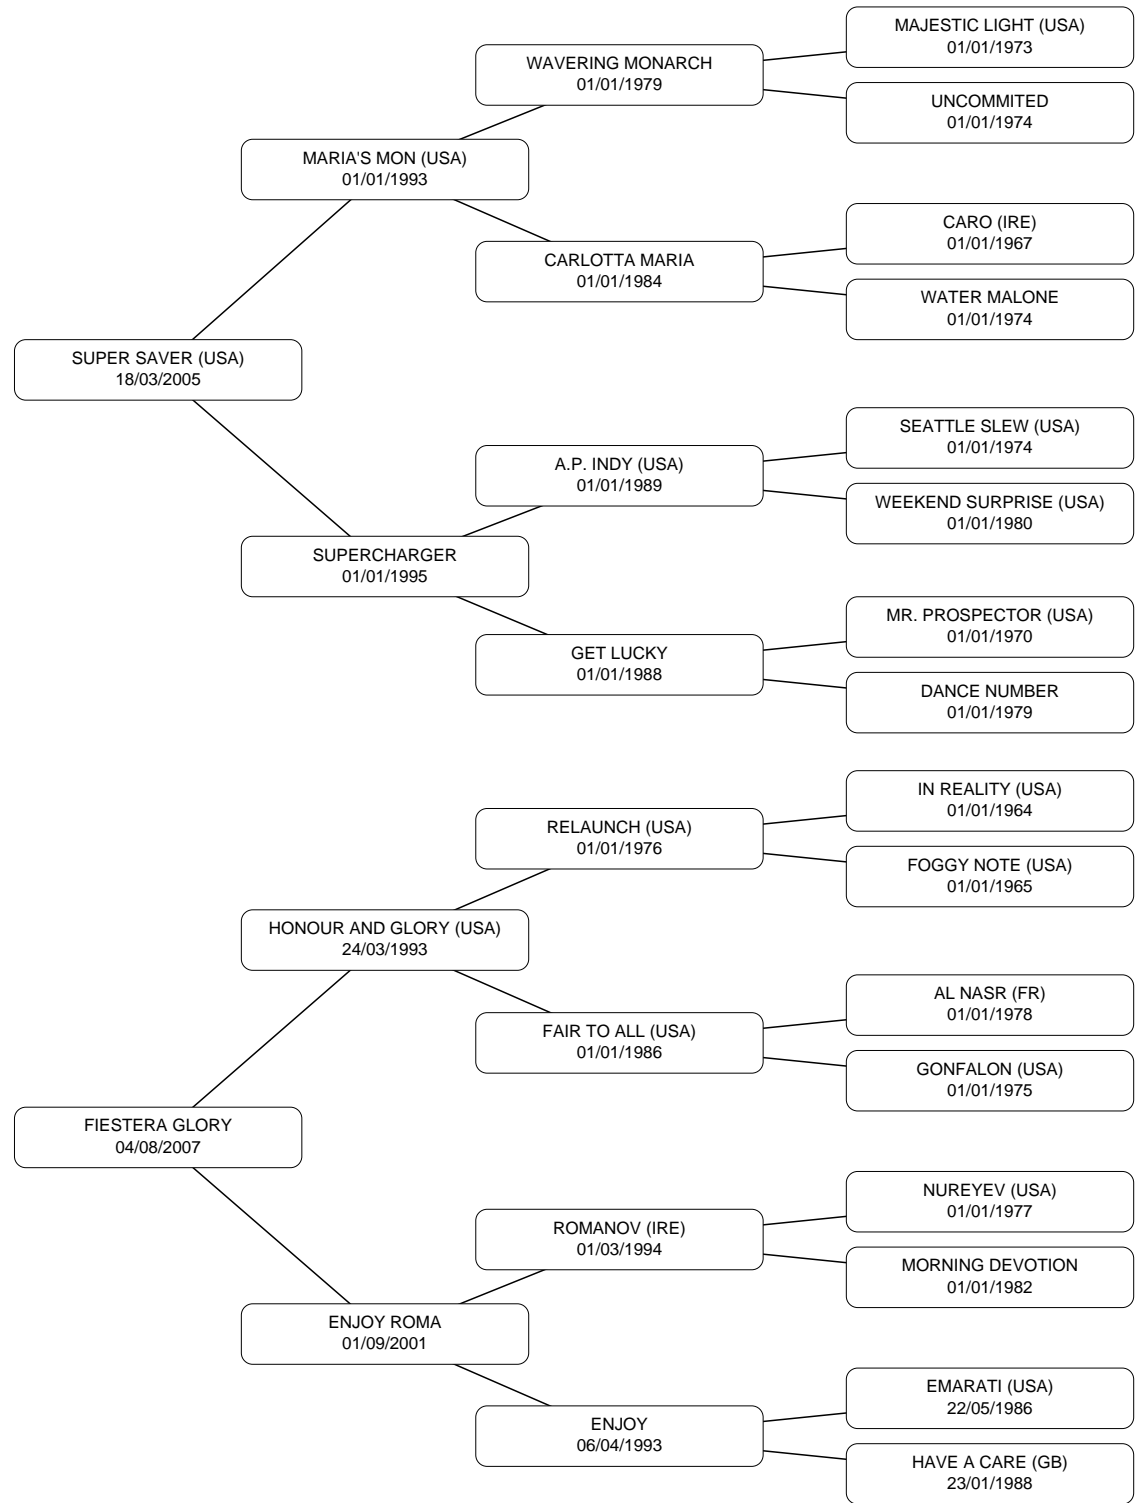 MAJESTIC LIGHT (USA)
01/01/1973
WAVERING MONARCH
01/01/1979
UNCOMMITED
01/01/1974
MARIA'S MON (USA)
01/01/1993
CARO (IRE)
01/01/1967
CARLOTTA MARIA
01/01/1984
WATER MALONE
01/01/1974
SUPER SAVER (USA)
18/03/2005
SEATTLE SLEW (USA)
01/01/1974
A.P. INDY (USA)
01/01/1989
WEEKEND SURPRISE (USA)
01/01/1980
SUPERCHARGER
01/01/1995
MR. PROSPECTOR (USA)
01/01/1970
GET LUCKY
01/01/1988
DANCE NUMBER
01/01/1979
IN REALITY (USA)
01/01/1964
RELAUNCH (USA)
01/01/1976
FOGGY NOTE (USA)
01/01/1965
HONOUR AND GLORY (USA)
24/03/1993
AL NASR (FR)
01/01/1978
FAIR TO ALL (USA)
01/01/1986
GONFALON (USA)
01/01/1975
FIESTERA GLORY
04/08/2007
NUREYEV (USA)
01/01/1977
ROMANOV (IRE)
01/03/1994
MORNING DEVOTION
01/01/1982
ENJOY ROMA
01/09/2001
EMARATI (USA)
22/05/1986
ENJOY
06/04/1993
HAVE A CARE (GB)
23/01/1988